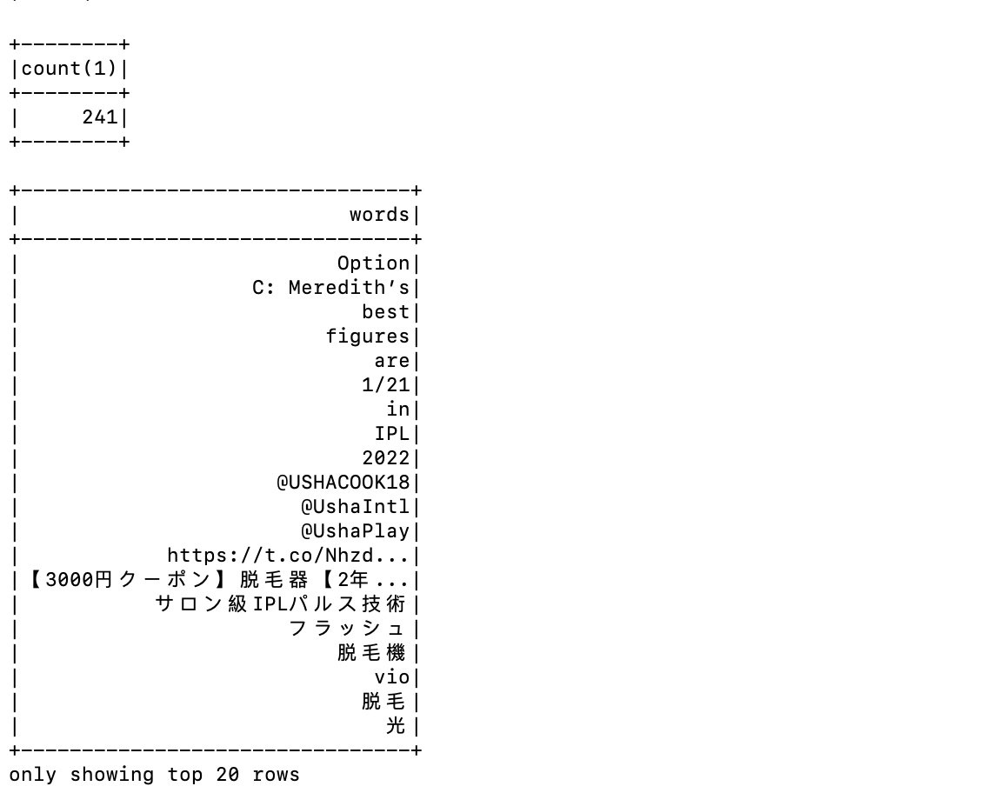 +--------+
|count(1)|
+--------+
|     241|
+--------+
+--------------------------------+
|                           words|
+--------------------------------+
|                          Option|
|                   C: Meredith’s|
|                            best|
|                         figures|
|                             are|
|                            1/21|
|                              in|
|                             IPL|
|                            2022|
|                     @USHACOOK18|
|                       @UshaIntl|
|                       @UshaPlay|
|            https://t.co/Nhzd...|
|【3000円クーポン】脱毛器【2年...|
|           サロン級IPLパルス技術|
|                      フラッシュ|
|                          脱毛機|
|                             vio|
|                            脱毛|
|                              光|
+--------------------------------+
only showing top 20 rows